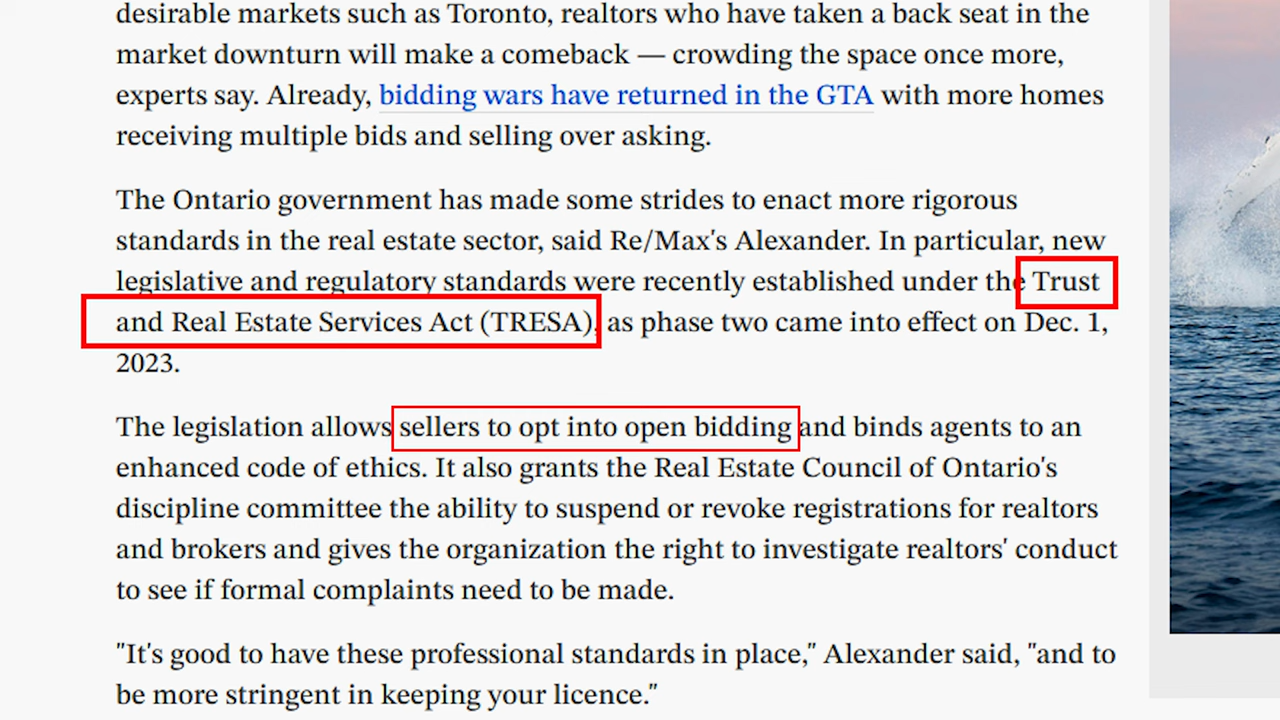 desirable markets such as Toronto, realtors who have taken a back seat in the
market downturn will make a comeback — crowding the space once more,
experts say. Already, bidding wars have returned in the GTA with more homes
receiving multiple bids and selling over asking.
The Ontario government has made some strides to enact more rigorous
standards in the real estate sector, said Re/Max's Alexander. In particular, new
legislative and regulatory standards were recently established under the Trust
and Real Estate Services Act (TRESA), as phase two came into effect on Dec. 1,
2023.
The legislation allows sellers to opt into open bidding and binds agents to an
enhanced code of ethics. It also grants the Real Estate Council of Ontario's
discipline committee the ability to suspend or revoke registrations for realtors
and brokers and gives the organization the right to investigate realtors' conduct
to see if formal complaints need to be made.
"It's good to have these professional standards in place," Alexander said, "and to
be more stringent in keeping your licence."